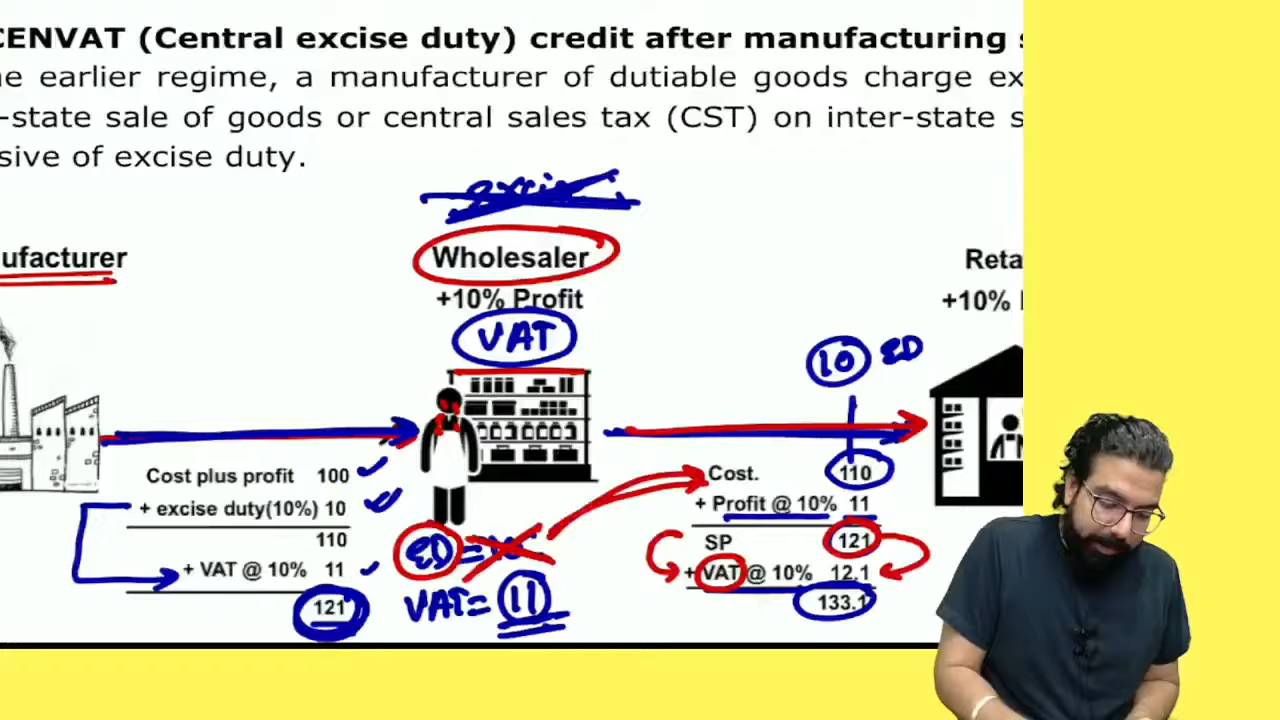 CENVAT (Central excise duty) credit after manufacturing s
ne earlier regime, a manufacturer of dutiable goods charge ex
-state sale of goods or central sales tax (CST) on inter-state s
sive of excise duty.
excise
ufacturer
Wholesaler
+10% Profit
VAT
Reta
+10%
10 ED
Cost plus profit 100
+ excise duty(10%) 10
110
+ VAT @ 10% 11
121
ED =
VAT = 11
Cost. 110
+ Profit @ 10% 11
SP 121
+ VAT @ 10% 12.1
133.1